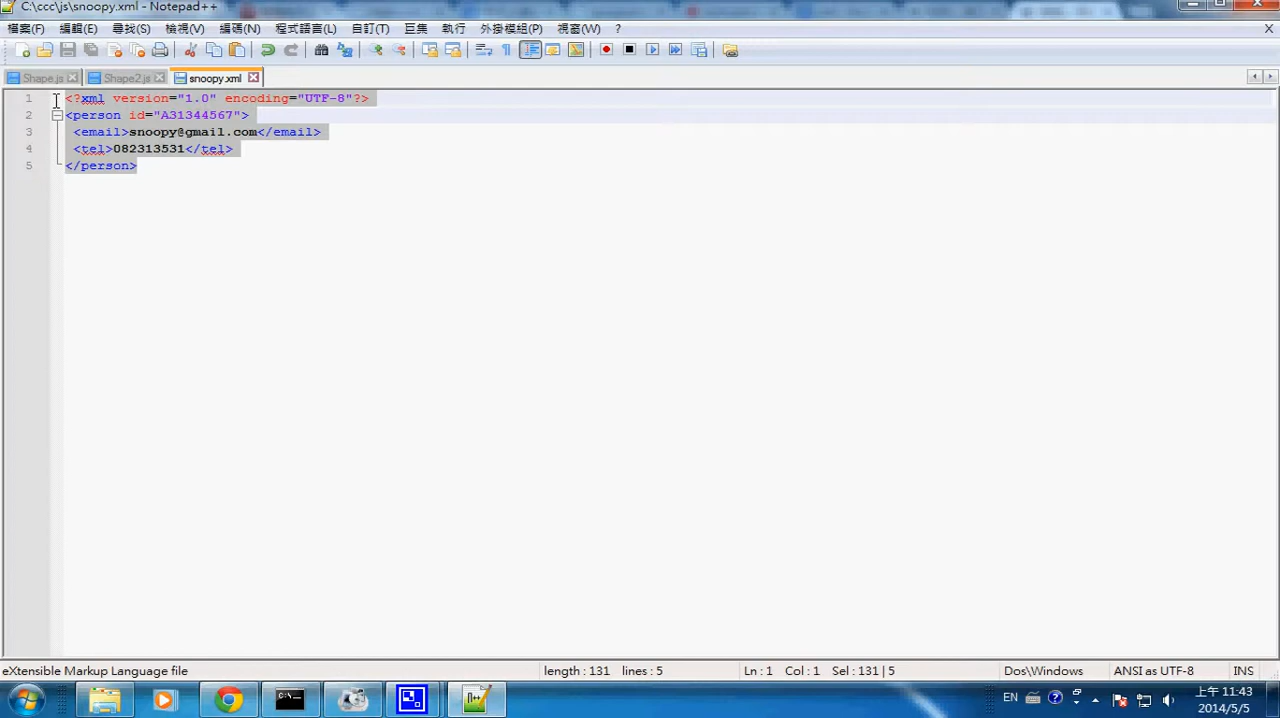 C:\ccc\js\snoopy.xml - Notepad++
檔案(F) 編輯(E) 尋找(S) 檢視(V) 編碼(N) 程式語言(L) 自訂(T) 巨集 執行 外掛模組(P) 視窗(W) ? X
Shape.js Shape2.js snoopy.xml
1 <?xml version="1.0" encoding="UTF-8"?>
2 <person id="A31344567">
3 <email>snoopy@gmail.com</email>
4 <tel>082313531</tel>
5 </person>
eXtensible Markup Language file length : 131 lines : 5 Ln : 1 Col : 1 Sel : 131 | 5 Dos\Windows ANSI as UTF-8 INS
EN 上午 11:43
2014/5/5